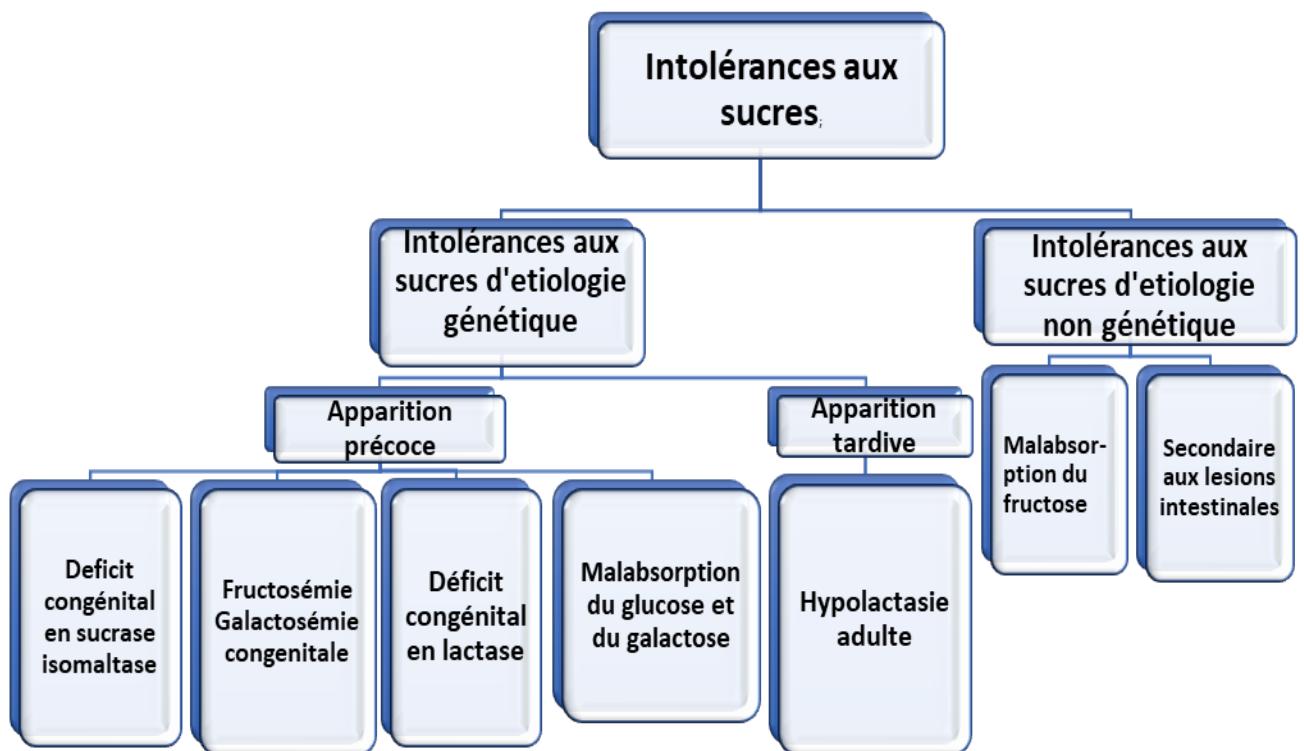 Intolérances aux
sucres;
Intolérances aux
sucres d'etiologie
génétique
Intolérances aux
sucres d'etiologie
non génétique
Apparition
précoce
Apparition
tardive
Malabsor-
ption du
fructose
Secondaire
aux lesions
intestinales
Deficit
congénital
en sucrase
isomaltase
Fructosémie
Galactosémie
congenitale
Déficit
congénital
en lactase
Malabsorption
du glucose et
du galactose
Hypolactasie
adulte